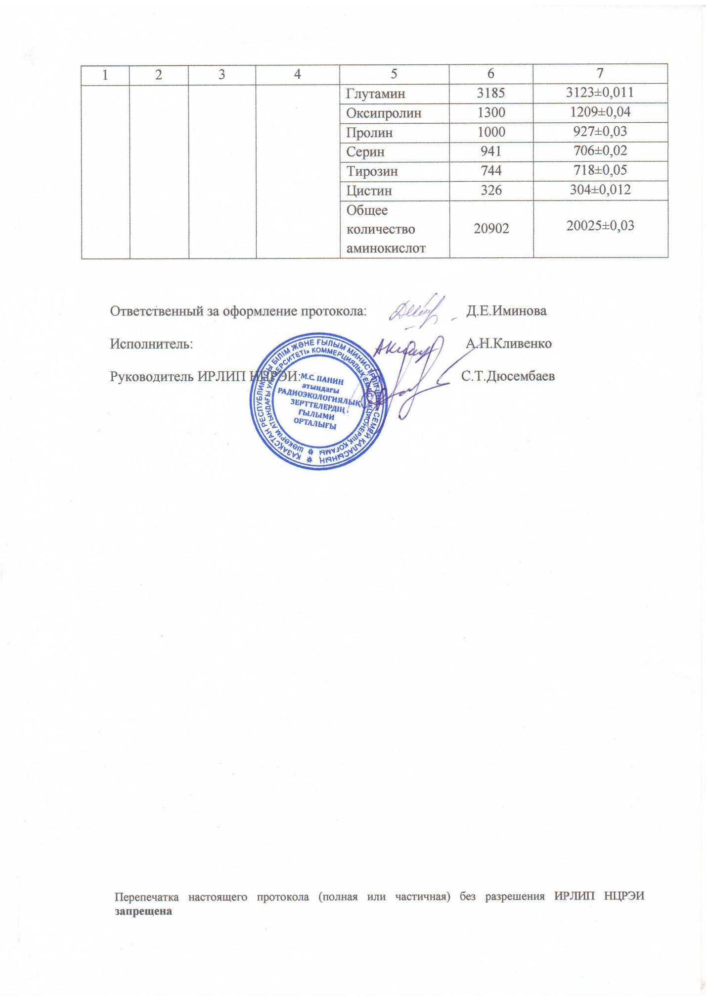 1 2 3 4 5 6 7
Глутамин 3185 3123±0,011
Оксипролин 1300 1209±0,04
Пролин 1000 927±0,03
Серин 941 706±0,02
Тирозин 744 718±0,05
Цистин 326 304±0,012
Общее
количество 20902 20025±0,03
аминокислот
Ответственный за оформление протокола: Д.Е.Иминова
Исполнитель: А.Н.Кливенко
Руководитель ИРЛИП НЦРЭИ: С.Т.Дюсембаев
ҚАЗАҚСТАН РЕСПУБЛИКАСЫ БІЛІМ ЖӘНЕ ҒЫЛЫМ МИНИСТРЛІГІНІҢ «СЕМЕЙ ҚАЛАСЫНЫҢ
ШӘКӘРІМ АТЫНДАҒЫ УНИВЕРСИТЕТІ» КОММЕРЦИЯЛЫҚ ЕМЕС АКЦИОНЕРЛІК ҚОҒАМЫ
М.С. ПАНИН
атындағы
РАДИОЭКОЛОГИЯЛЫҚ
ЗЕРТТЕЛЕРДІҢ
ҒЫЛЫМИ
ОРТАЛЫҒЫ
Перепечатка настоящего протокола (полная или частичная) без разрешения ИРЛИП НЦРЭИ
запрещена